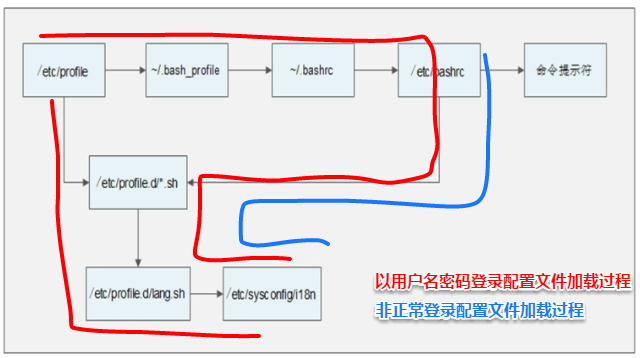 /etc/profile
~/.bash_profile
~/.bashrc
/etc/bashrc
命令提示符
/etc/profile.d/*.sh
/etc/profile.d/lang.sh
/etc/sysconfig/i18n
以用户名密码登录配置文件加载过程
非正常登录配置文件加载过程